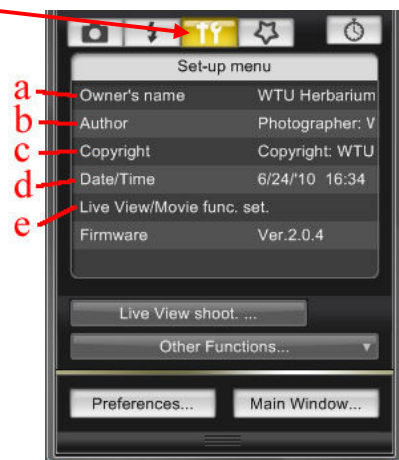 Set-up menu
a Owner's name WTU Herbarium
b Author Photographer:
c Copyright Copyright: WTU
d Date/Time 6/24/'10 16:34
e Live View/Movie func. set.
Firmware Ver.2.0.4
Live View shoot. ...
Other Functions...
Preferences... Main Window...